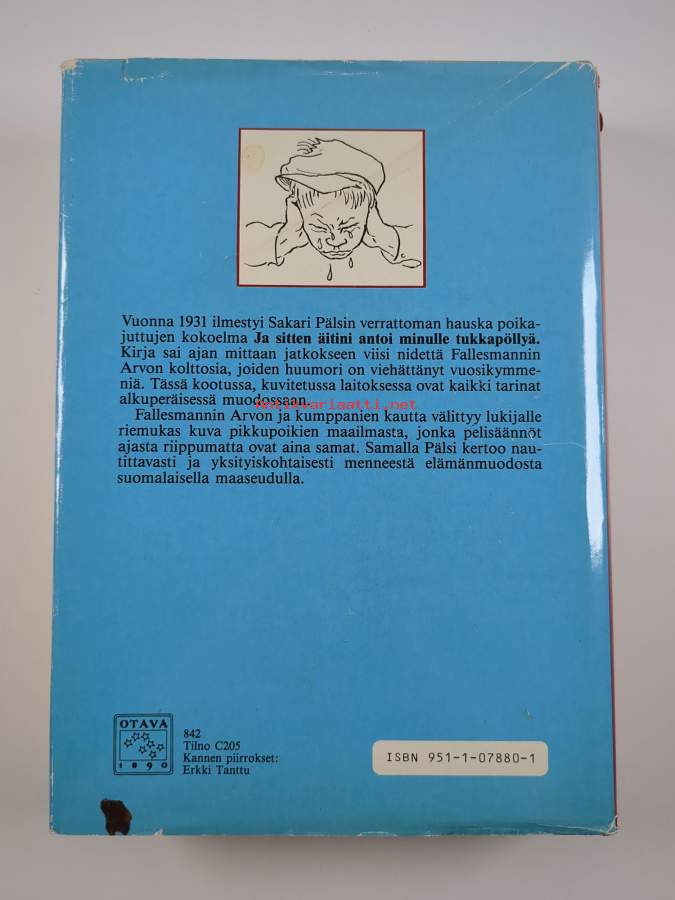 Vuonna 1931 ilmestyi Sakari Pälsin verrattoman hauska poika-
juttujen kokoelma Ja sitten äitini antoi minulle tukkapöllyä.
Kirja sai ajan mittaan jatkokseen viisi nidettä Fallesmannin
Arvon kolttosia, joiden huumori on viehättänyt vuosikymme-
niä. Tässä kootussa, kuvitetussa laitoksessa ovat kaikki tarinat
alkuperäisessä muodossaan.
Antikvariaatti.net
Fallesmannin Arvon ja kumppanien kautta välittyy lukijalle
riemukas kuva pikkupoikien maailmasta, jonka pelisäännöt
ajasta riippumatta ovat aina samat. Samalla Pälsi kertoo nau-
tittavasti ja yksityiskohtaisesti menneestä elämänmuodosta
suomalaisella maaseudulla.
OTAVA
1890
842
Tilno C205
Kannen piirrokset:
Erkki Tanttu
ISBN 951-1-07880-1